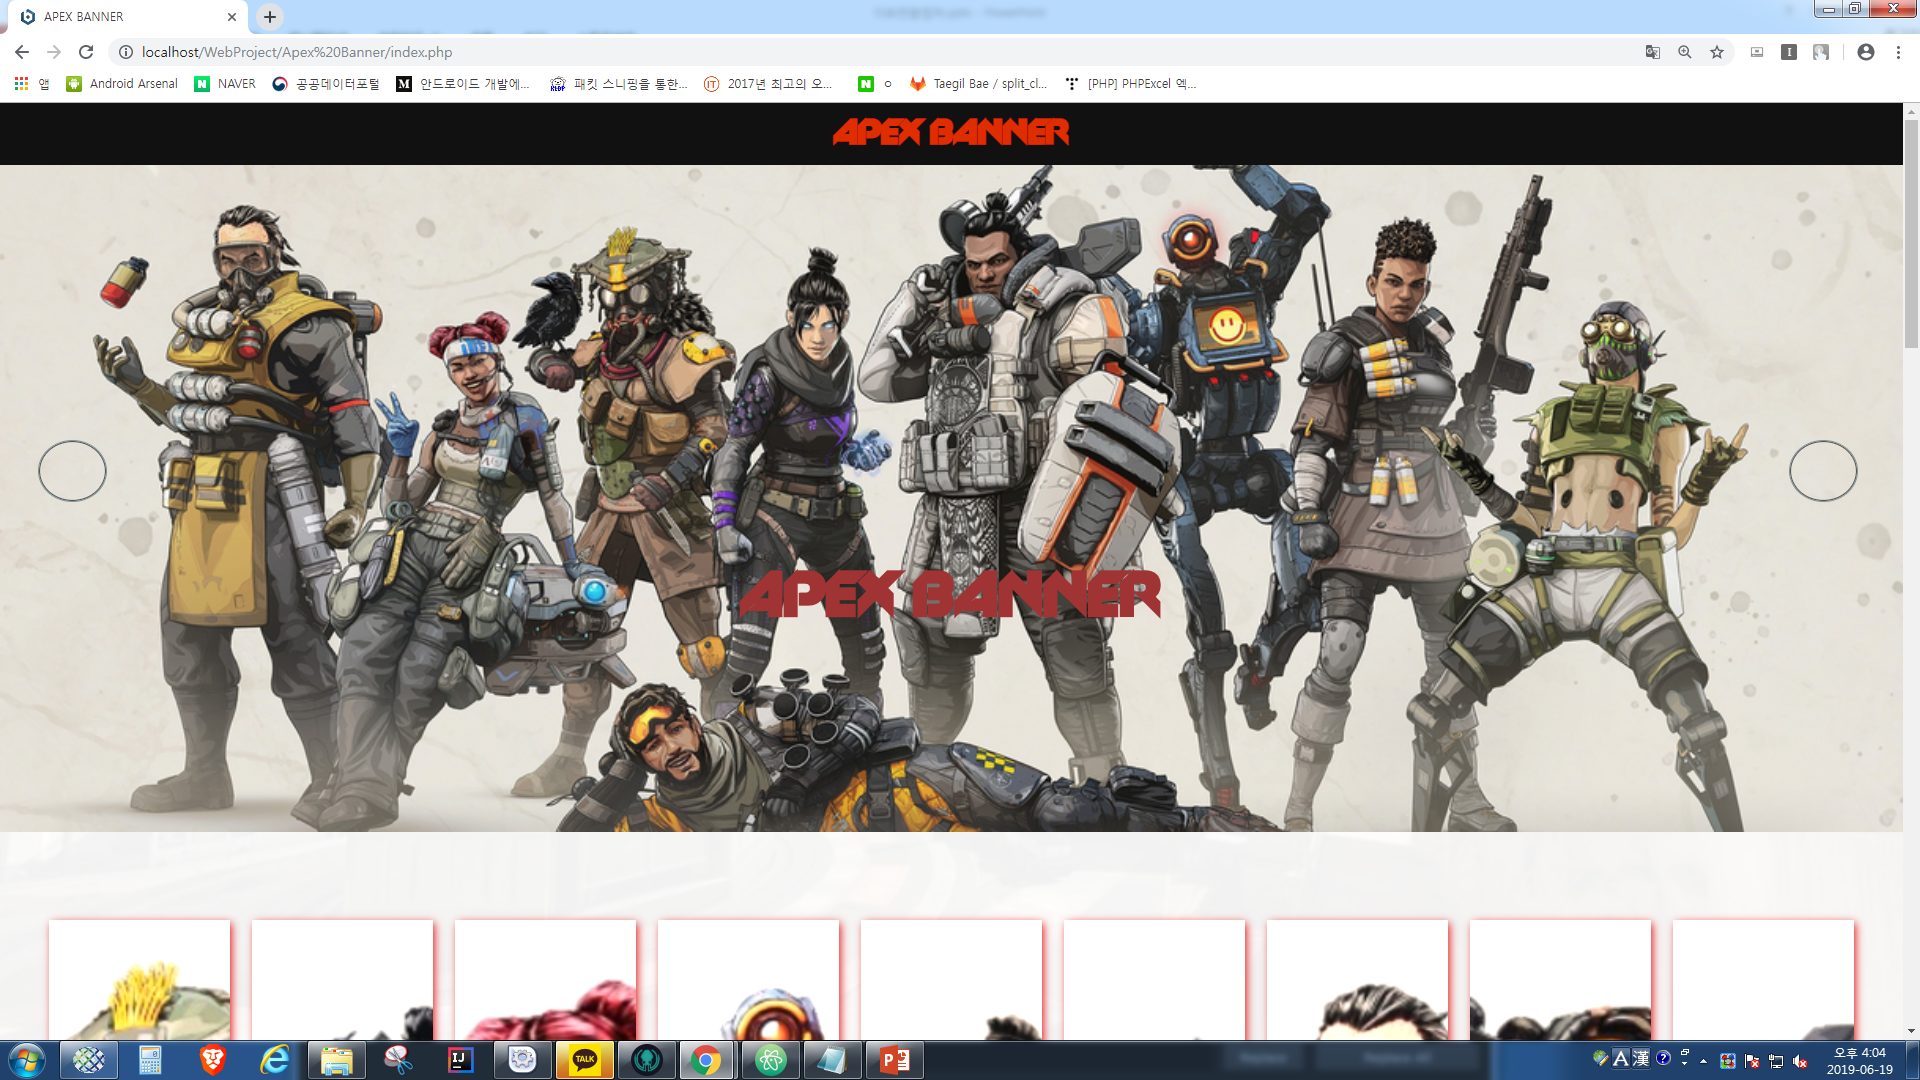 APEX BANNER
localhost/WebProject/Apex%20Banner/index.php
앱
Android Arsenal
NAVER
공공데이터포털
안드로이드 개발에...
패킷 스니핑을 통한...
2017년 최고의 오...
ㅇ
Taegil Bae / split_cl...
[PHP] PHPExcel 엑...
APEX BANNER
APEX BANNER
TALK
A 漢
오후 4:04
2019-06-19